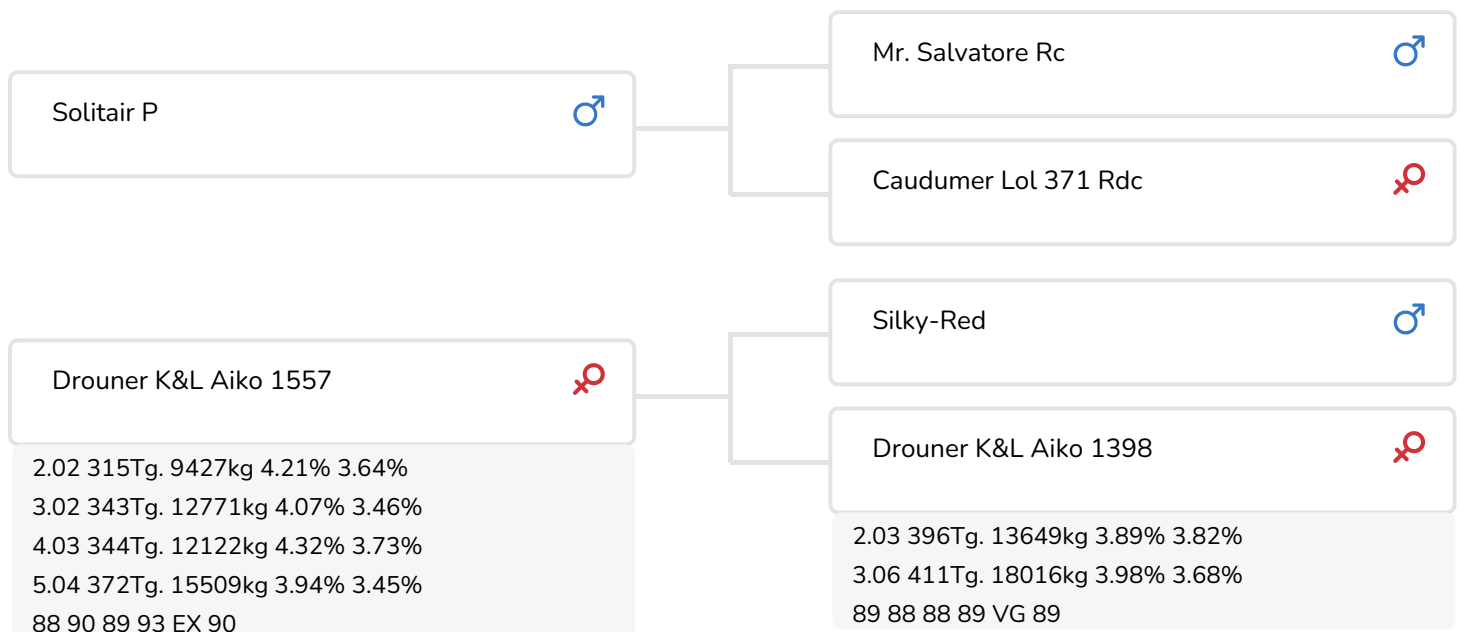 Mr. Salvatore Rc
Solitair P
Caudumer Lol 371 Rdc
Silky-Red
Drouner K&L Aiko 1557
2.02 315Tg. 9427kg 4.21% 3.64%
3.02 343Tg. 12771kg 4.07% 3.46%
4.03 344Tg. 12122kg 4.32% 3.73%
5.04 372Tg. 15509kg 3.94% 3.45%
88 90 89 93 EX 90
Drouner K&L Aiko 1398
2.03 396Tg. 13649kg 3.89% 3.82%
3.06 411Tg. 18016kg 3.98% 3.68%
89 88 88 89 VG 89